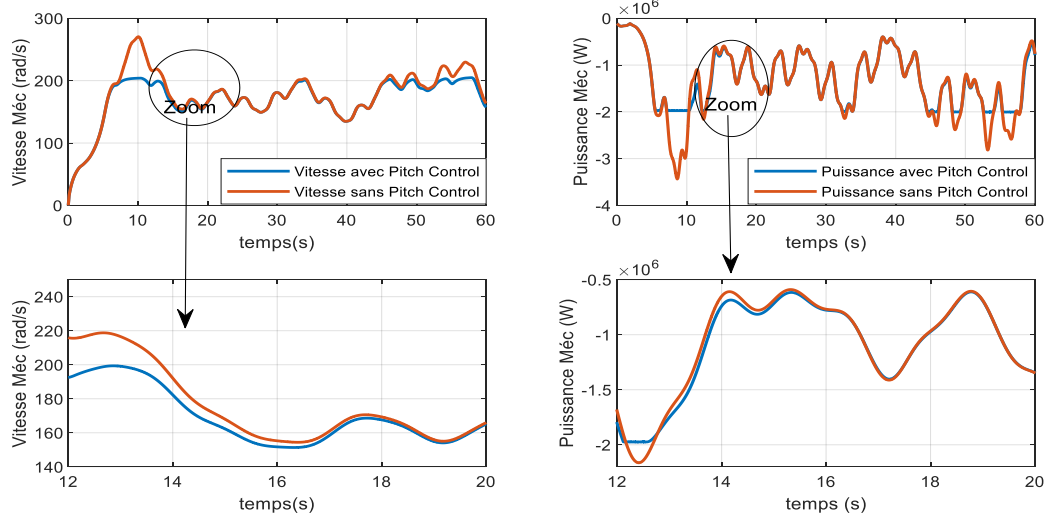 300
200
100
0
Vitesse Méc (rad/s)
Zoom
Vitesse avec Pitch Control
Vitesse sans Pitch Control
0 10 20 30 40 50 60
temps(s)
×10⁶
0
-1
-2
-3
-4
Puissance Méc (W)
Zoom
Puissance avec Pitch Control
Puissance sans Pitch Control
0 10 20 30 40 50 60
temps (s)
240
220
200
180
160
140
Vitesse Méc (rad/s)
12 14 16 18 20
temps(s)
×10⁶
-0.5
-1
-1.5
-2
Puissance Méc (W)
12 14 16 18 20
temps (s)